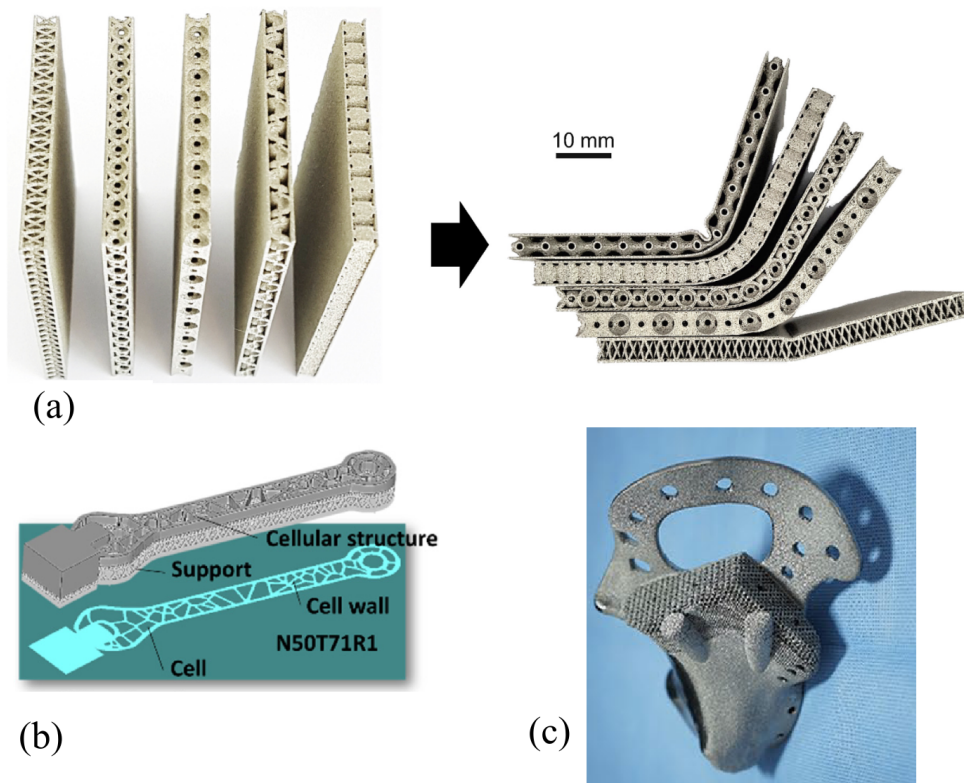 10 mm
(a)
Cellular structure
Support
Cell wall
N50T71R1
Cell
(b)
(c)